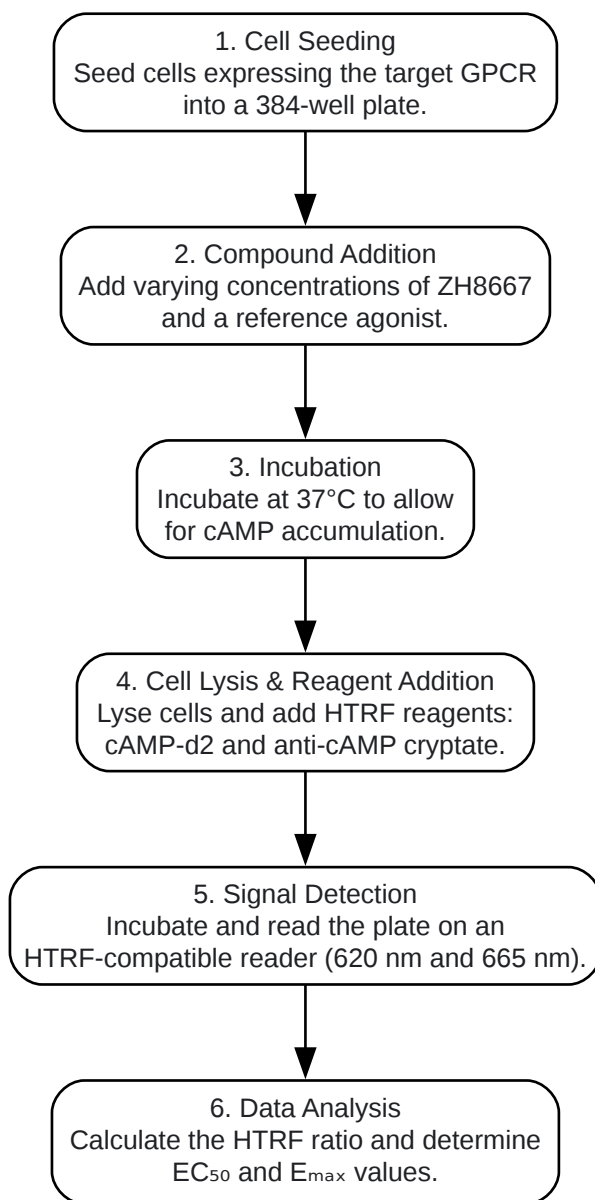 1. Cell Seeding
Seed cells expressing the target GPCR
into a 384-well plate.
2. Compound Addition
Add varying concentrations of ZH8667
and a reference agonist.
3. Incubation
Incubate at 37°C to allow
for cAMP accumulation.
4. Cell Lysis & Reagent Addition
Lyse cells and add HTRF reagents:
cAMP-d2 and anti-cAMP cryptate.
5. Signal Detection
Incubate and read the plate on an
HTRF-compatible reader (620 nm and 665 nm).
6. Data Analysis
Calculate the HTRF ratio and determine
EC₅₀ and Eₘₐₓ values.